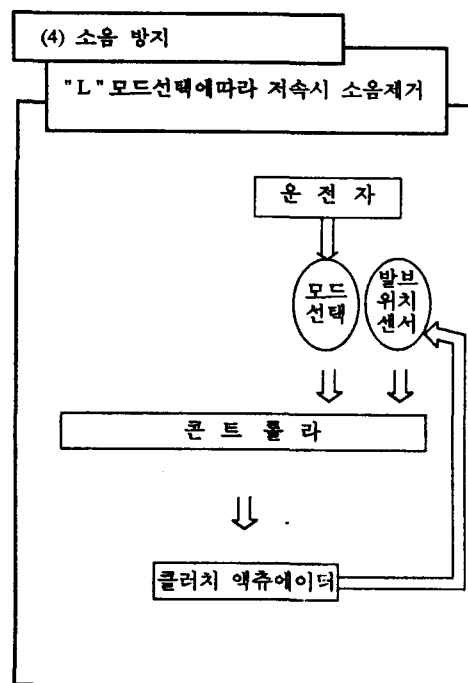 (4) 소음 방지
"L"모드선택에따라 저속시 소음제거
운 전 자
모드
선택
발브
위치
센서
콘 트 롤 라
클러치 액츄에이터